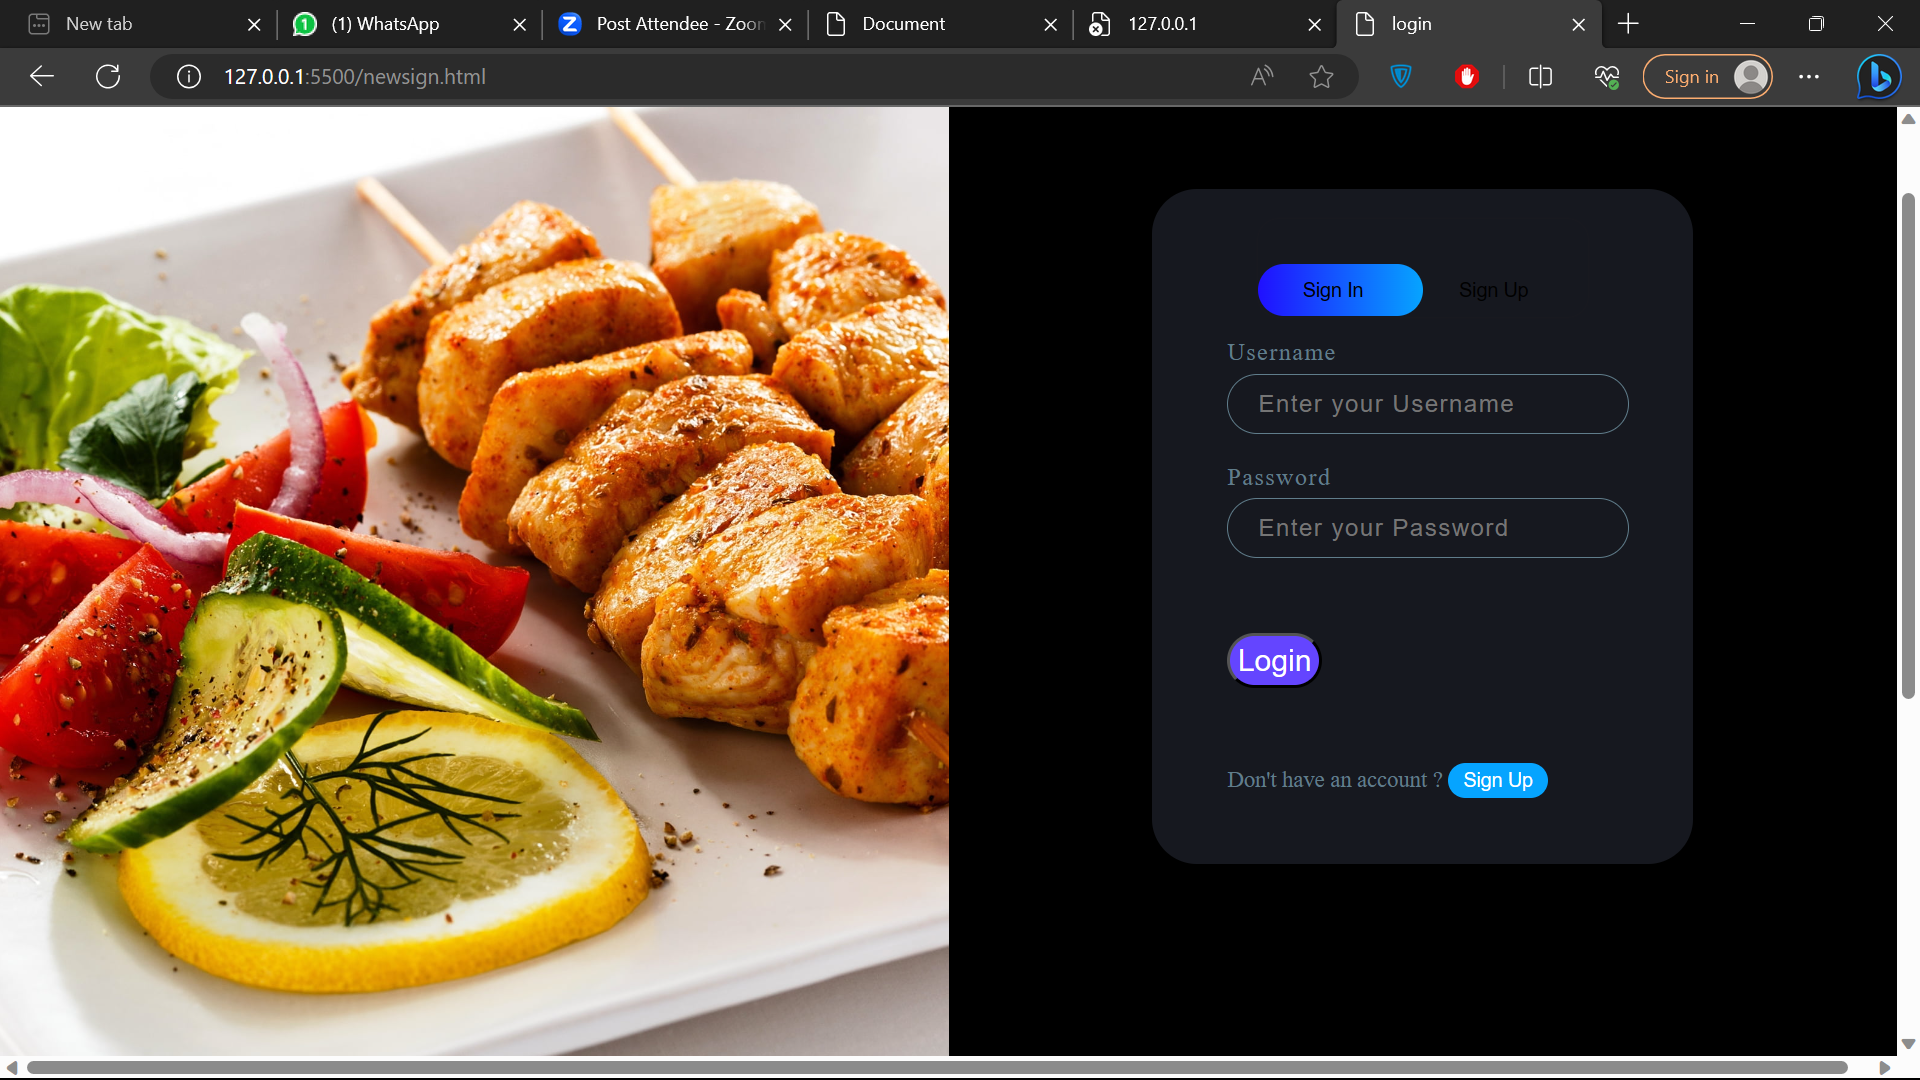 New tab
(1) WhatsApp
Post Attendee - Zoom
Document
127.0.0.1
login
127.0.0.1:5500/newsign.html
Sign in
Sign In
Sign Up
Username
Enter your Username
Password
Enter your Password
Login
Don't have an account ? Sign Up